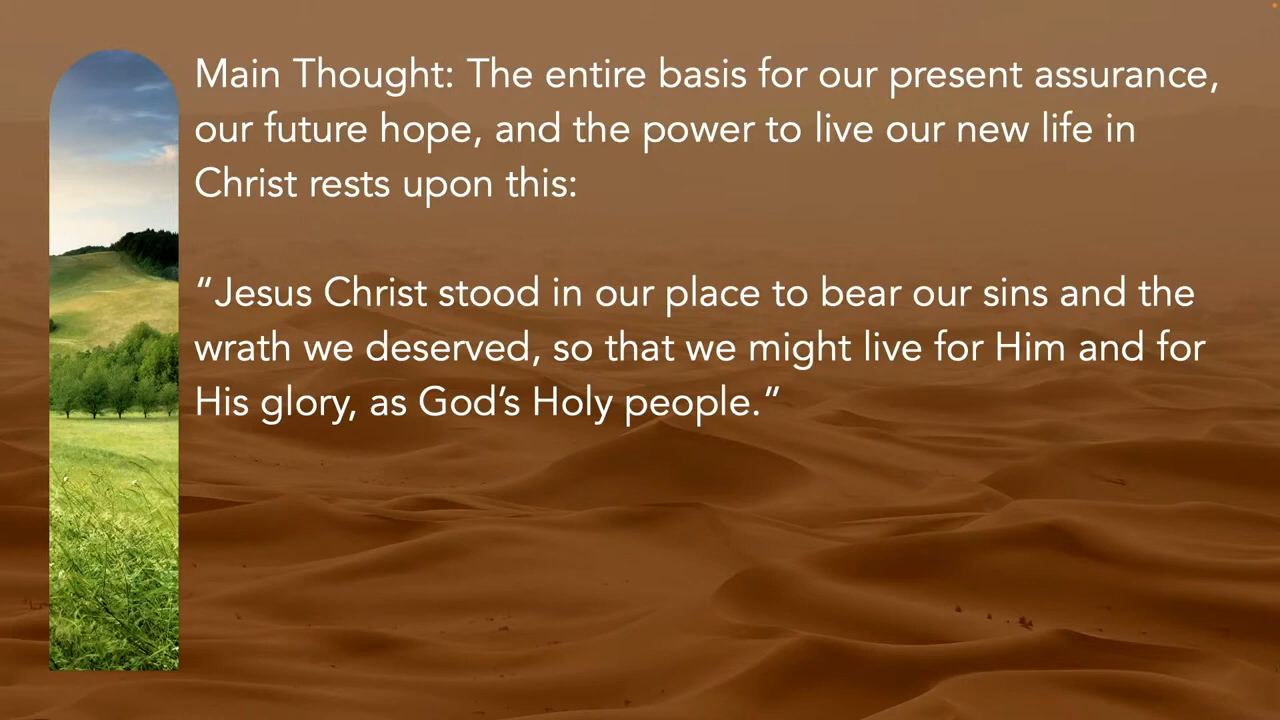 Main Thought: The entire basis for our present assurance,
our future hope, and the power to live our new life in
Christ rests upon this:
“Jesus Christ stood in our place to bear our sins and the
wrath we deserved, so that we might live for Him and for
His glory, as God’s Holy people.”